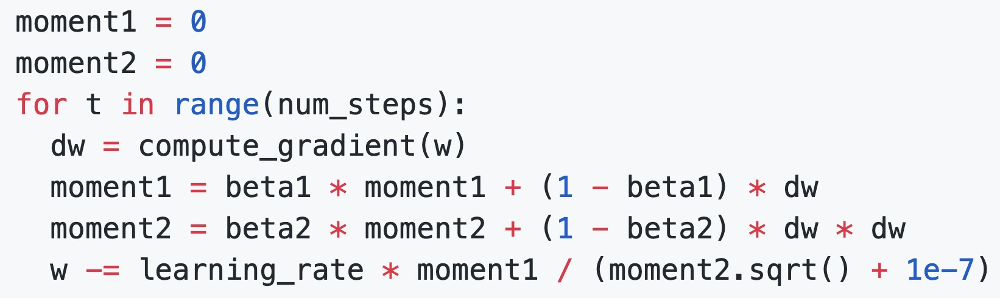 moment1 = 0
moment2 = 0
for t in range(num_steps):
  dw = compute_gradient(w)
  moment1 = beta1 * moment1 + (1 - beta1) * dw
  moment2 = beta2 * moment2 + (1 - beta2) * dw * dw
  w -= learning_rate * moment1 / (moment2.sqrt() + 1e-7)